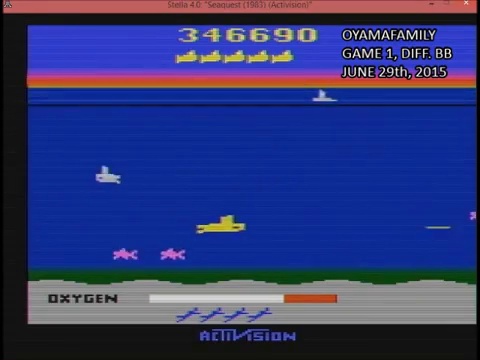 Stella 4.0: "Seaquest (1983) (Activision)"
346690
OYAMAFAMILY
GAME 1, DIFF. BB
JUNE 29th, 2015
OXYGEN
ACTIVISION